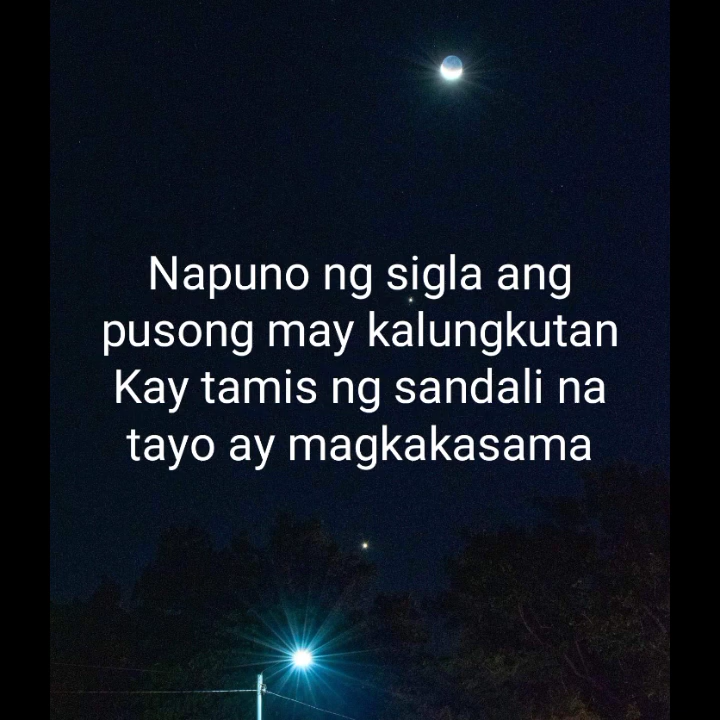 Napuno ng sigla ang
pusong may kalungkutan
Kay tamis ng sandali na
tayo ay magkakasama